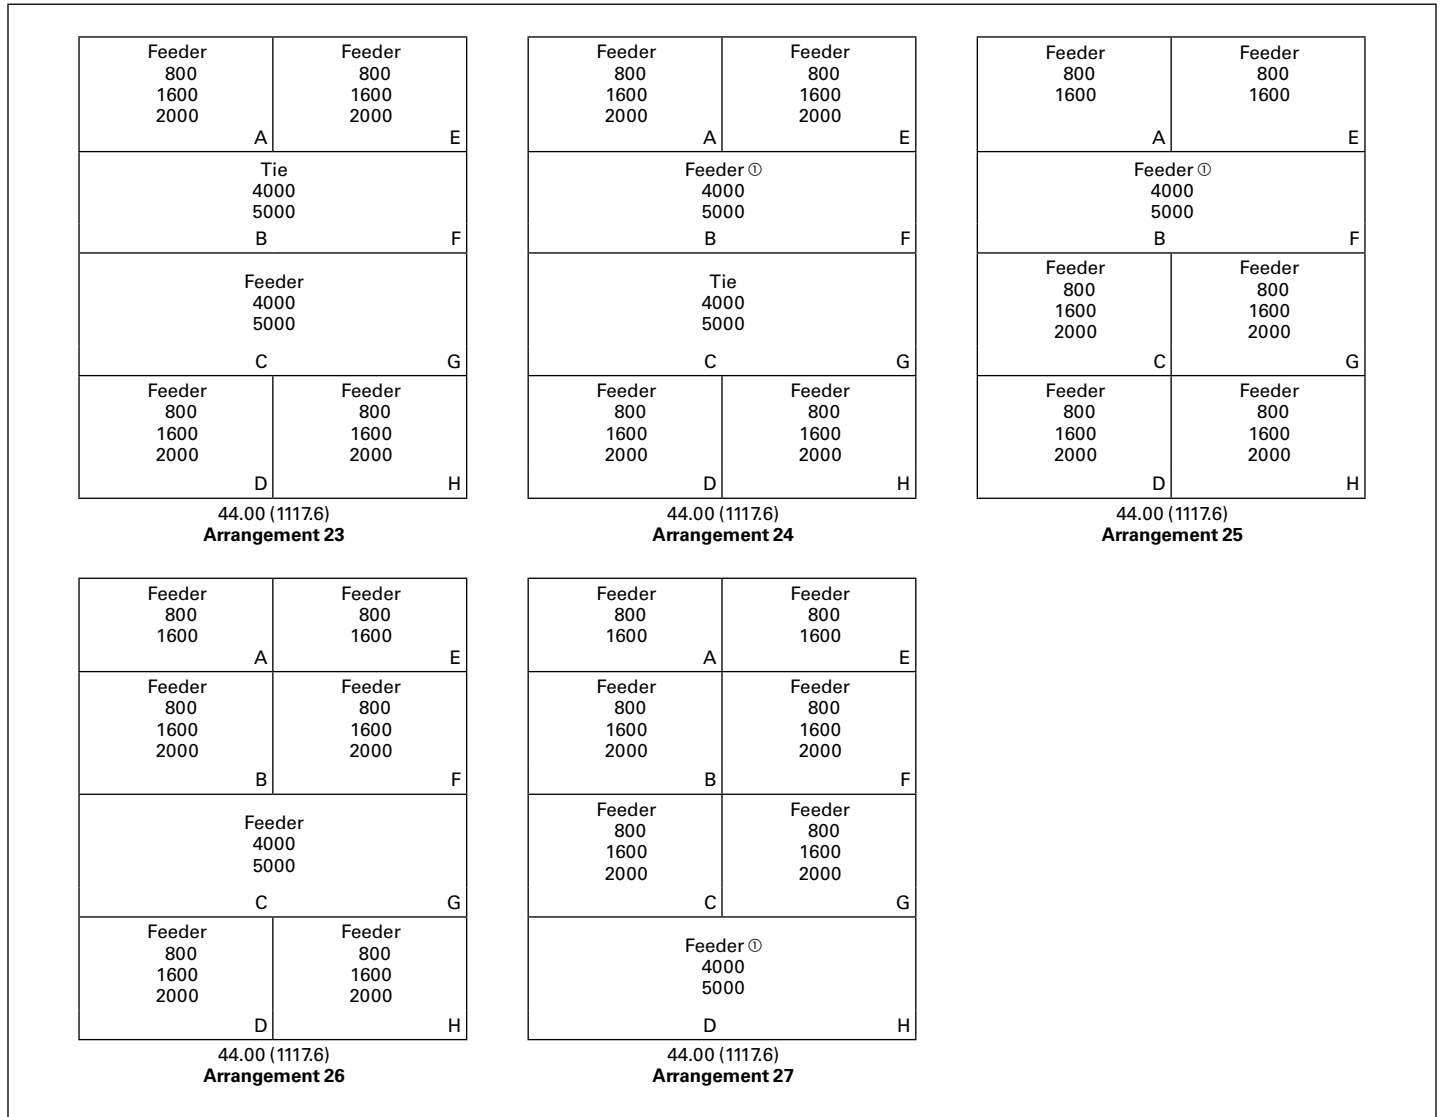 Feeder
800
1600
2000
A
Feeder
800
1600
2000
E
Tie
4000
5000
B F
Feeder
4000
5000
C G
Feeder
800
1600
2000
D
Feeder
800
1600
2000
H
44.00 (1117.6)
Arrangement 23
Feeder
800
1600
2000
A
Feeder
800
1600
2000
E
Feeder ①
4000
5000
B F
Tie
4000
5000
C G
Feeder
800
1600
2000
D
Feeder
800
1600
2000
H
44.00 (1117.6)
Arrangement 24
Feeder
800
1600
A
Feeder
800
1600
E
Feeder ①
4000
5000
B F
Feeder
800
1600
2000
C
Feeder
800
1600
2000
G
Feeder
800
1600
2000
D
Feeder
800
1600
2000
H
44.00 (1117.6)
Arrangement 25
Feeder
800
1600
A
Feeder
800
1600
E
Feeder
800
1600
2000
B
Feeder
800
1600
2000
F
Feeder
4000
5000
C G
Feeder
800
1600
2000
D
Feeder
800
1600
2000
H
44.00 (1117.6)
Arrangement 26
Feeder
800
1600
A
Feeder
800
1600
E
Feeder
800
1600
2000
B
Feeder
800
1600
2000
F
Feeder
800
1600
2000
C
Feeder
800
1600
2000
G
Feeder ①
4000
5000
D H
44.00 (1117.6)
Arrangement 27